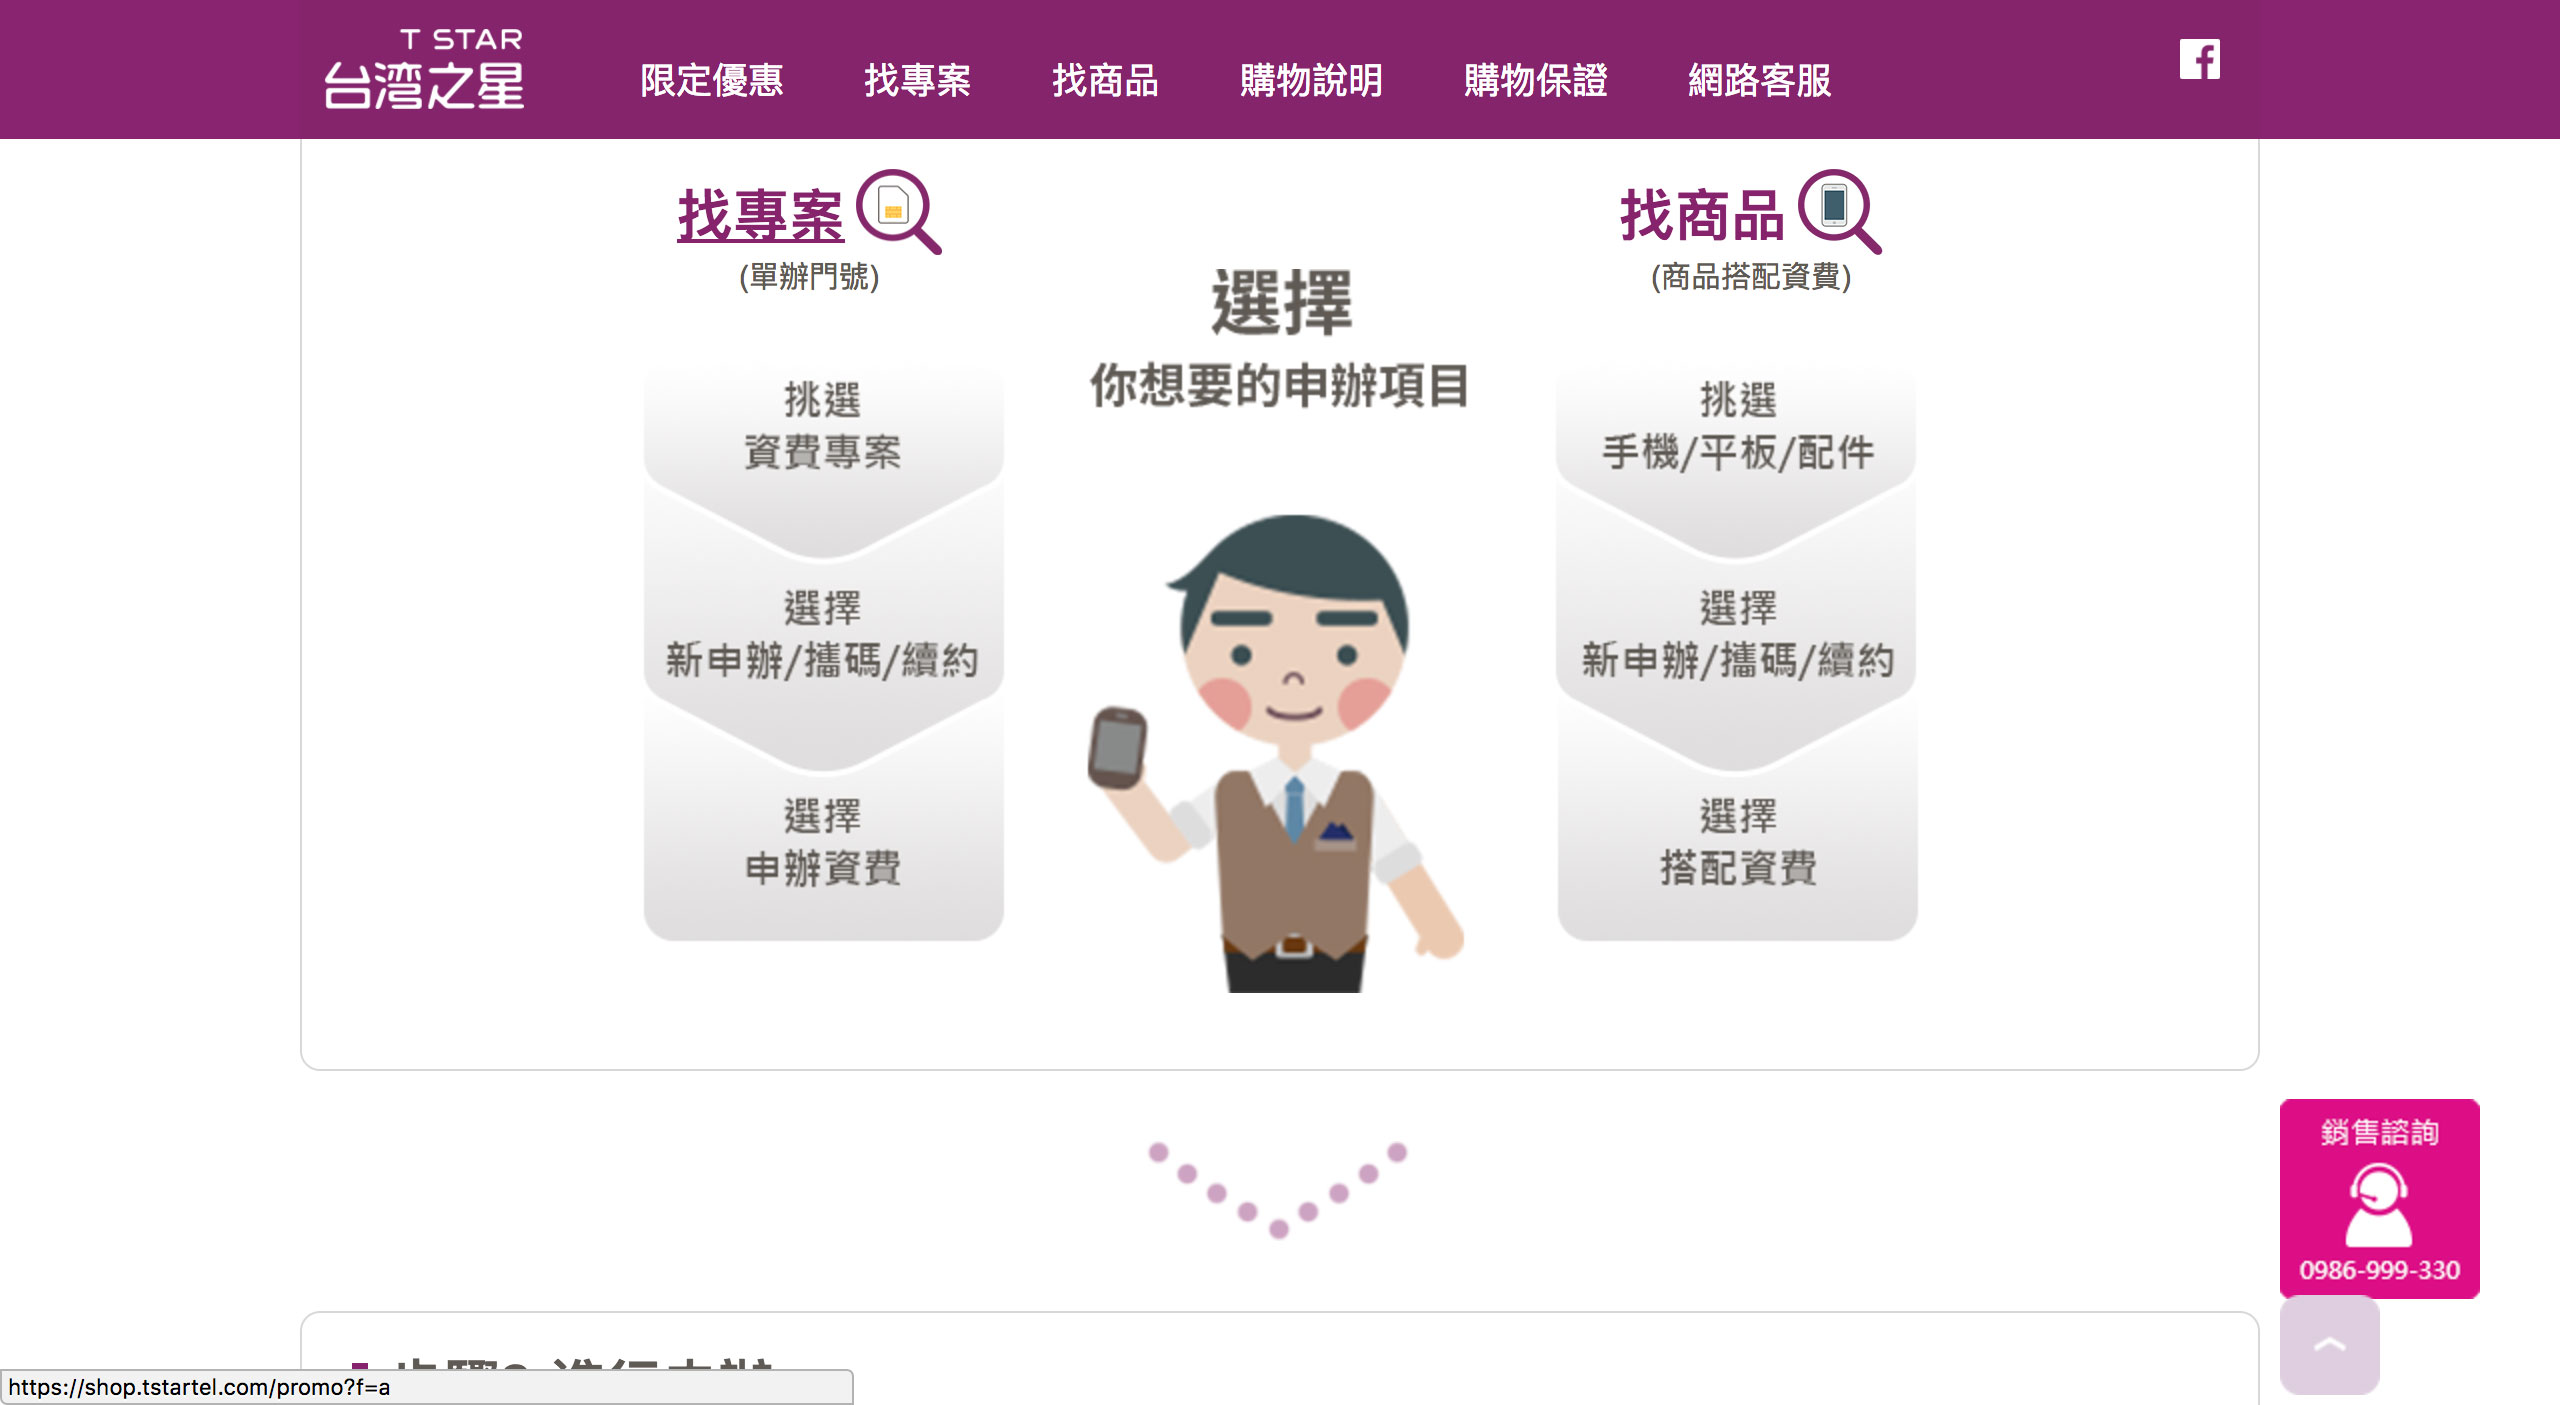 T STAR
台灣之星
限定優惠
找專案
找商品
購物說明
購物保證
網路客服
找專案
(單辦門號)
挑選
資費專案
選擇
新申辦/攜碼/續約
選擇
申辦資費
選擇
你想要的申辦項目
找商品
(商品搭配資費)
挑選
手機/平板/配件
選擇
新申辦/攜碼/續約
選擇
搭配資費
銷售諮詢
0986-999-330
https://shop.tstartel.com/promo?f=a